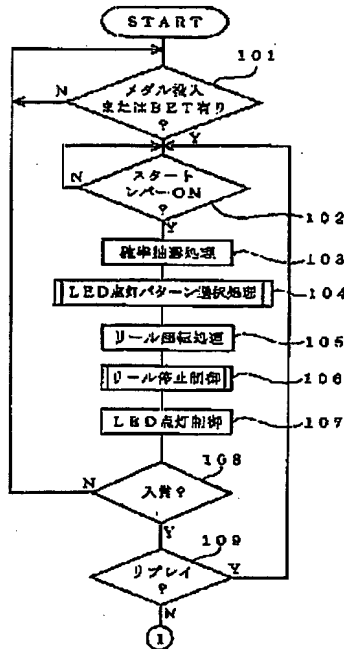 START
101
N
メダル投入
またはBET有り
?
Y
スタート
レバーON
?
N
102
Y
確率抽選処理
103
LED点灯パターン選択処理
104
リール回転処理
105
リール停止制御
106
LED点灯制御
107
108
N
入賞?
Y
109
リプレイ
?
Y
N
1